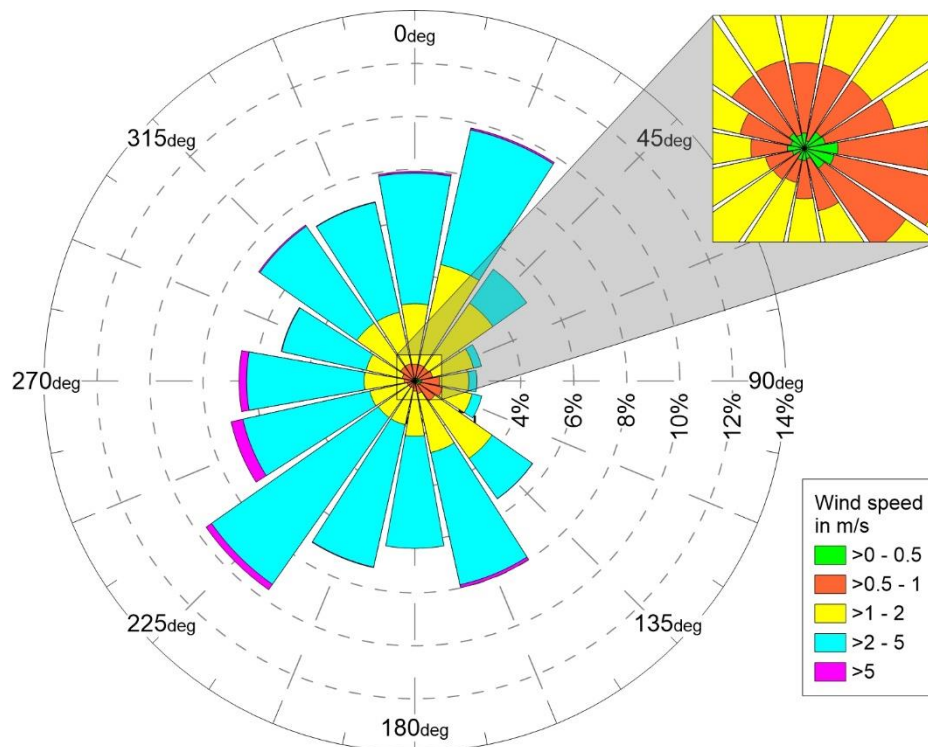 0deg
315deg
45deg
270deg
90deg
4%
6%
8%
10%
12%
14%
225deg
135deg
180deg
Wind speed
in m/s
>0 - 0.5
>0.5 - 1
>1 - 2
>2 - 5
>5